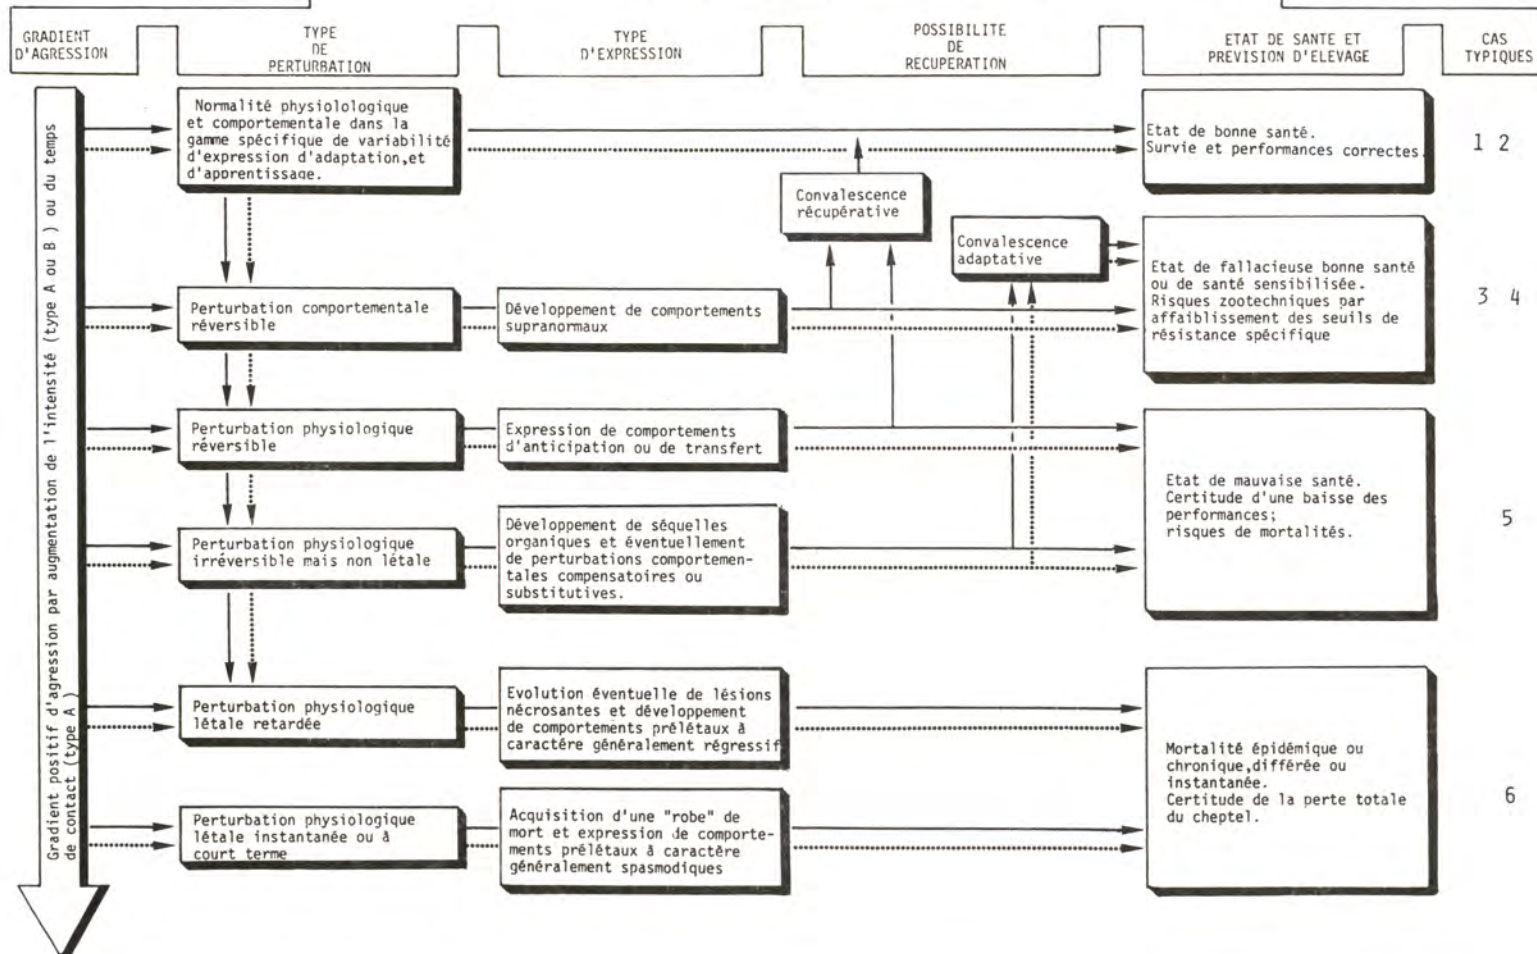 GRADIENT
D'AGRESSION
TYPE
DE
PERTURBATION
TYPE
D'EXPRESSION
POSSIBILITE
DE
RECUPERATION
ETAT DE SANTE ET
PREVISION D'ELEVAGE
CAS
TYPIQUES
Gradient positif d'agression par augmentation de l'intensité (type A ou B ) ou du temps
de contact (type A )
Normalité physiolologique
et comportementale dans la
gamme spécifique de variabilité
d'expression d'adaptation,et
d'apprentissage.
Etat de bonne santé.
Survie et performances correctes.
1 2
Convalescence
récupérative
Convalescence
adaptative
Perturbation comportementale
réversible
Développement de comportements
supranormaux
Etat de fallacieuse bonne santé
ou de santé sensibilisée.
Risques zootechniques par
affaiblissement des seuils de
résistance spécifique
3 4
Perturbation physiologique
réversible
Expression de comportements
d'anticipation ou de transfert
Perturbation physiologique
irréversible mais non létale
Développement de séquelles
organiques et éventuellement
de perturbations comportemen-
tales compensatoires ou
substitutives.
Etat de mauvaise santé.
Certitude d'une baisse des
performances;
risques de mortalités.
5
Perturbation physiologique
létale retardée
Evolution éventuelle de lésions
nécrosantes et développement
de comportements prélétaux à
caractère généralement régressif
Perturbation physiologique
létale instantanée ou à
court terme
Acquisition d'une "robe" de
mort et expression de comporte-
ments prélétaux à caractère
généralement spasmodiques
Mortalité épidémique ou
chronique,différée ou
instantanée.
Certitude de la perte totale
du cheptel.
6